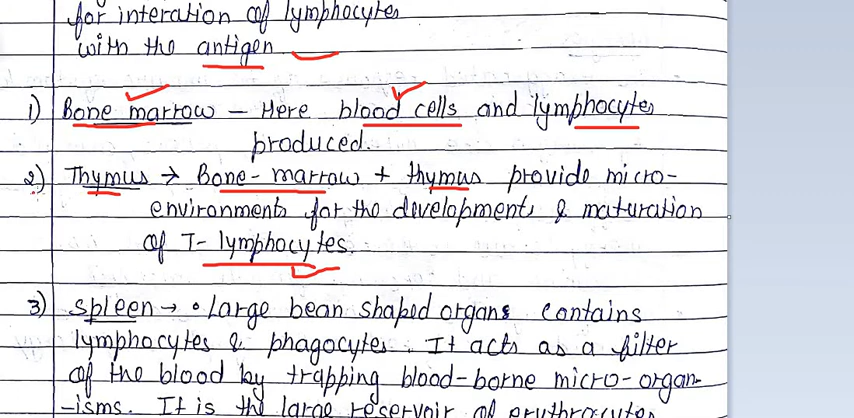 for interation of lymphocytes
with the antigen
1) Bone marrow – Here blood cells and lymphocytes
produced.
2) Thymus → Bone-marrow + thymus provide micro-
environments for the developments & maturation
of T-lymphocytes.
3) Spleen → • Large bean shaped organs contains
lymphocytes & phagocytes. It acts as a filter
of the blood by trapping blood-borne micro-organ-
-isms. It is the large reservoir of erythrocytes